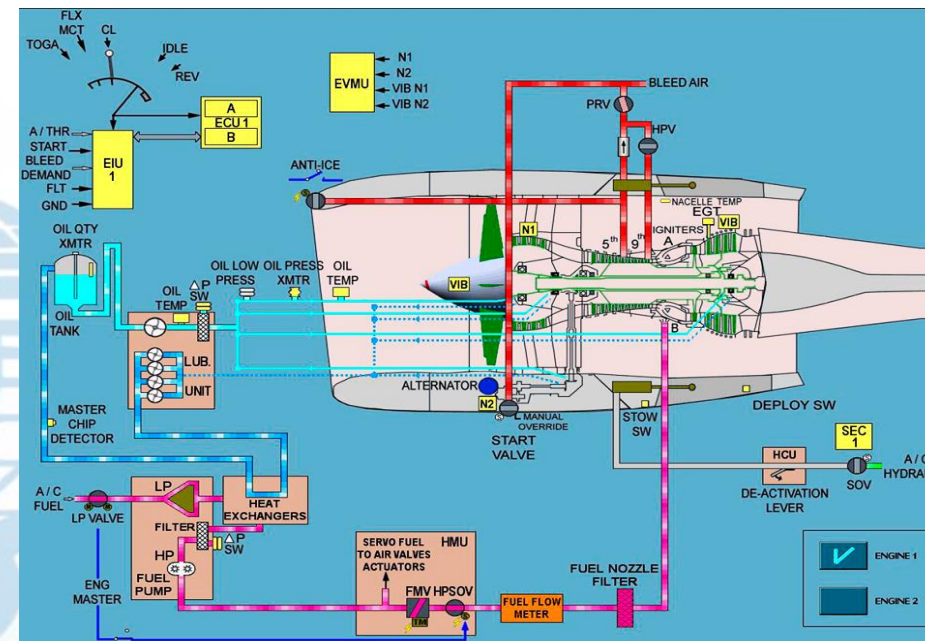 FLX
MCT
CL
TOGA
IDLE
REV
A
ECU 1
B
A / THR
START
BLEED
DEMAND
FLT
GND
EIU
1
EVMU
N1
N2
VIB N1
VIB N2
BLEED AIR
PRV
HPV
ANTI-ICE
NACELLE TEMP
EGT
VIB
IGNITERS
A
5th
9th
N1
VIB
B
OIL QTY
XMTR
OIL
TANK
OIL
TEMP
P
SW
OIL LOW
PRESS
OIL PRESS
XMTR
OIL
TEMP
LUB.
UNIT
ALTERNATOR
N2
MANUAL
OVERRIDE
START
VALVE
STOW
SW
DEPLOY SW
MASTER
CHIP
DETECTOR
SEC
1
HCU
DE-ACTIVATION
LEVER
SOV
A/C
HYDRA
A / C
FUEL
LP VALVE
LP
HEAT
EXCHANGERS
FILTER
P
SW
HP
FUEL
PUMP
ENG
MASTER
SERVO FUEL
TO AIR VALVES
ACTUATORS
HMU
FMV
HPSOV
TM
FUEL FLOW
METER
FUEL NOZZLE
FILTER
ENGINE 1
ENGINE 2